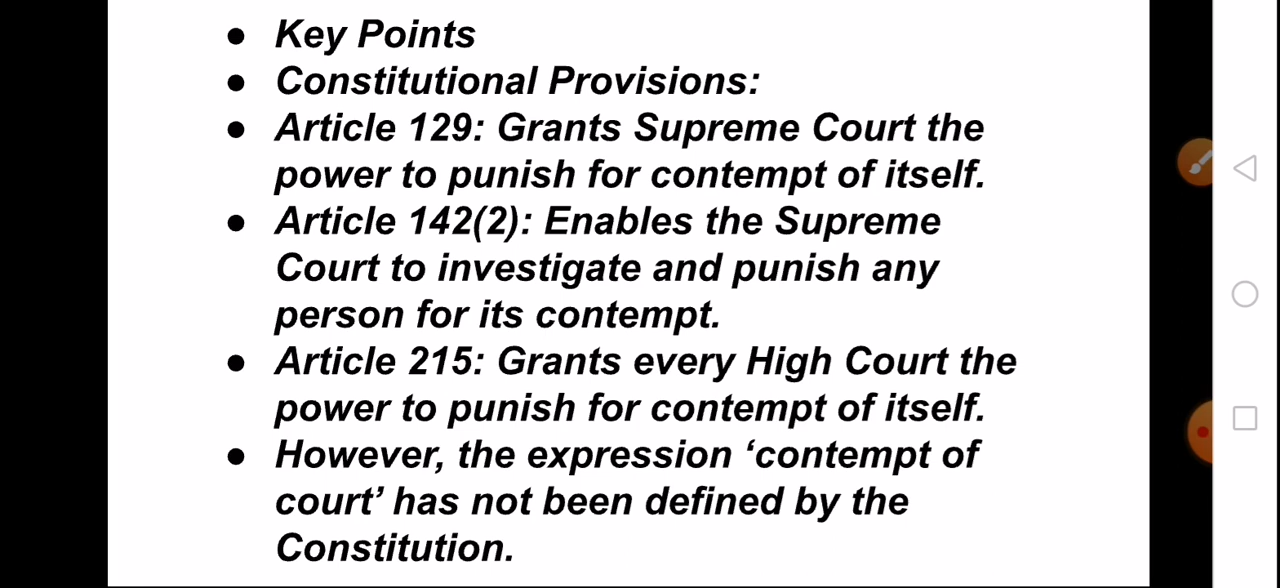 ● Key Points
● Constitutional Provisions:
● Article 129: Grants Supreme Court the
power to punish for contempt of itself.
● Article 142(2): Enables the Supreme
Court to investigate and punish any
person for its contempt.
● Article 215: Grants every High Court the
power to punish for contempt of itself.
● However, the expression ‘contempt of
court’ has not been defined by the
Constitution.